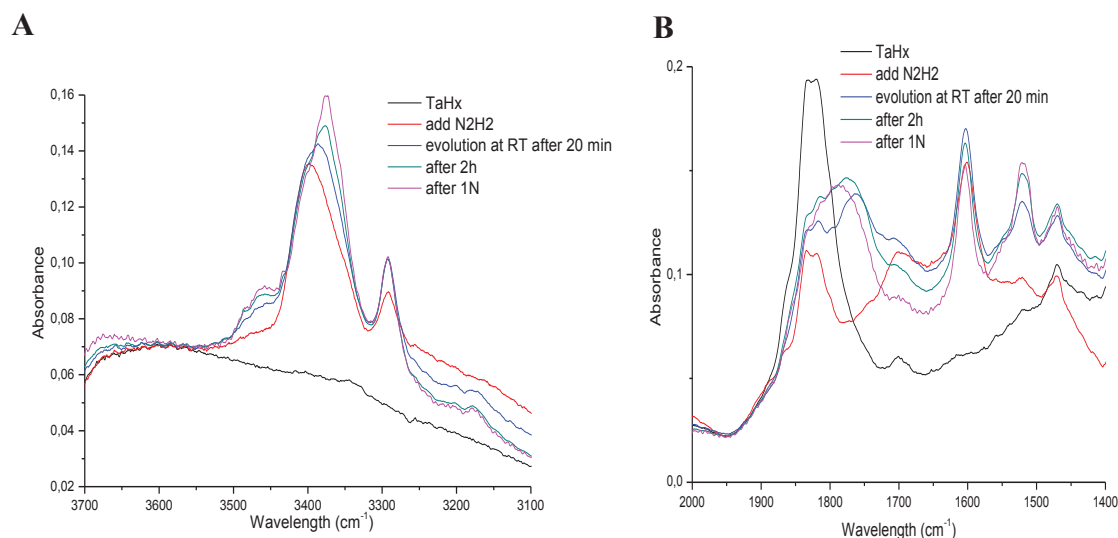 A
0,16
0,14
0,12
0,10
0,08
0,06
0,04
0,02
Absorbance
TaHx
add N2H2
evolution at RT after 20 min
after 2h
after 1N
3700 3600 3500 3400 3300 3200 3100
Wavelength (cm-1)
B
0,2
0,1
0,0
Absorbance
TaHx
add N2H2
evolution at RT after 20 min
after 2h
after 1N
2000 1900 1800 1700 1600 1500 1400
Wavelength (cm-1)